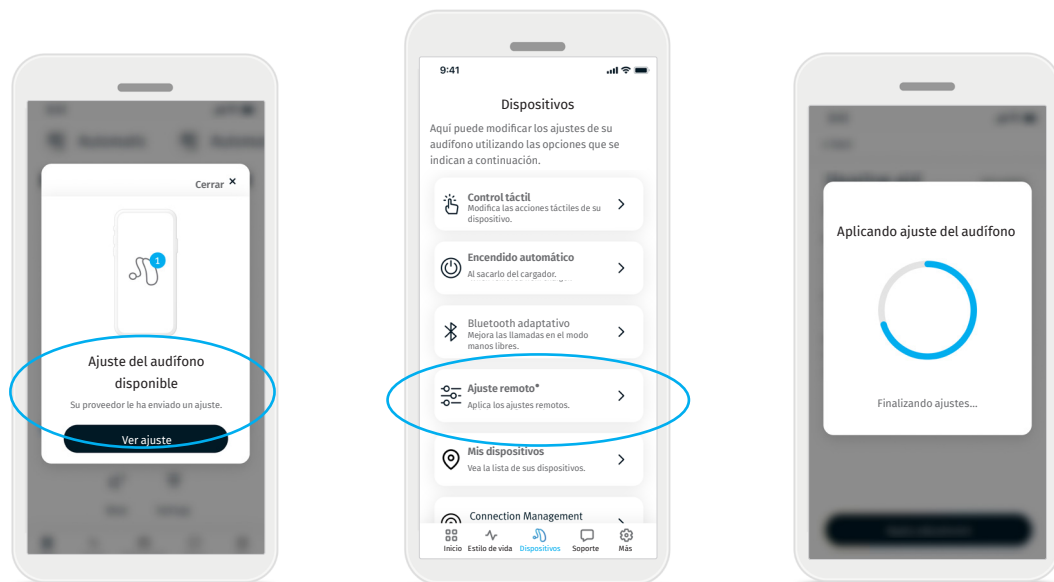 Cerrar ×
1
Ajuste del audífono
disponible
Su proveedor le ha enviado un ajuste.
Ver ajuste
9:41
Dispositivos
Aquí puede modificar los ajustes de su
audífono utilizando las opciones que se
indican a continuación.
Control táctil
Modifica las acciones táctiles de su
dispositivo.
Encendido automático
Al sacarlo del cargador.
Bluetooth adaptativo
Mejora las llamadas en el modo
manos libres.
Ajuste remoto*
Aplica los ajustes remotos.
Mis dispositivos
Vea la lista de sus dispositivos.
Connection Management
Inicio Estilo de vida Dispositivos Soporte Más
Aplicando ajuste del audífono
Finalizando ajustes...